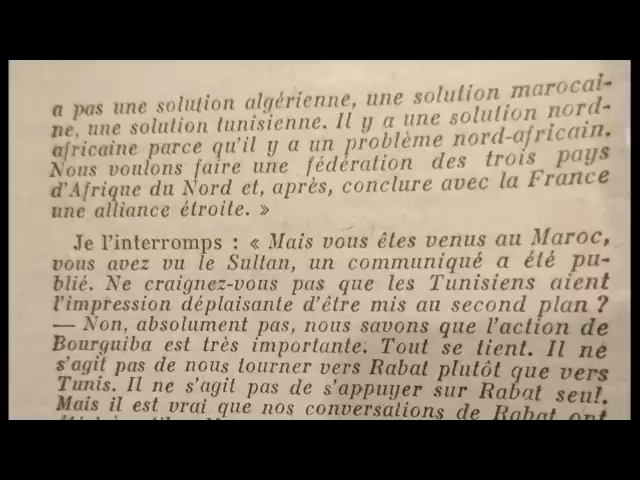 a pas une solution algérienne, une solution marocai-
ne, une solution tunisienne. Il y a une solution nord-
africaine parce qu'il y a un problème nord-africain.
Nous voulons faire une fédération des trois pays
d'Afrique du Nord et, après, conclure avec la France
une alliance étroite. »
Je l'interromps : « Mais vous êtes venus au Maroc,
vous avez vu le Sultan, un communiqué a été pu-
blié. Ne craignez-vous pas que les Tunisiens aient
l'impression déplaisante d'être mis au second plan ?
— Non, absolument pas, nous savons que l'action de
Bourguiba est très importante. Tout se tient. Il ne
s'agit pas de nous tourner vers Rabat plutôt que vers
Tunis. Il ne s'agit pas de s'appuyer sur Rabat seul.
Mais il est vrai que nos conversations de Rabat ont